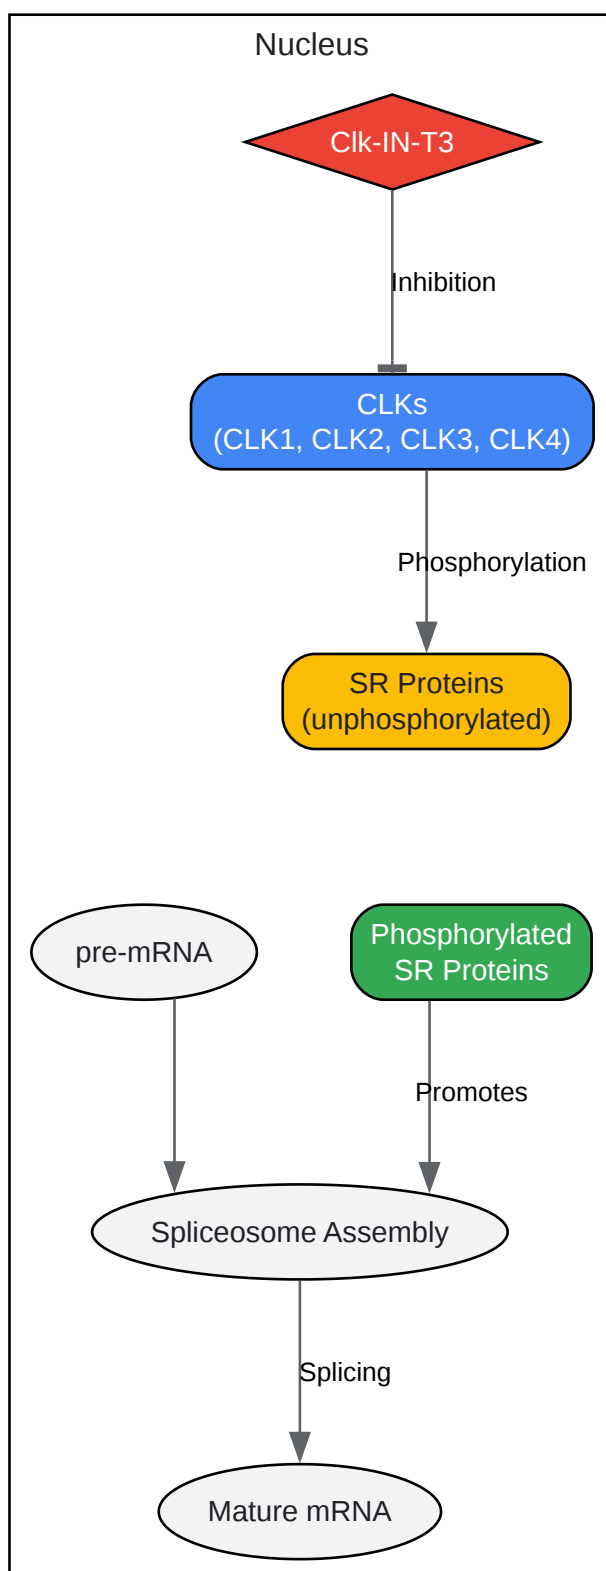 Nucleus
Clk-IN-T3
Inhibition
CLKs
(CLK1, CLK2, CLK3, CLK4)
Phosphorylation
SR Proteins
(unphosphorylated)
pre-mRNA
Phosphorylated
SR Proteins
Promotes
Spliceosome Assembly
Splicing
Mature mRNA